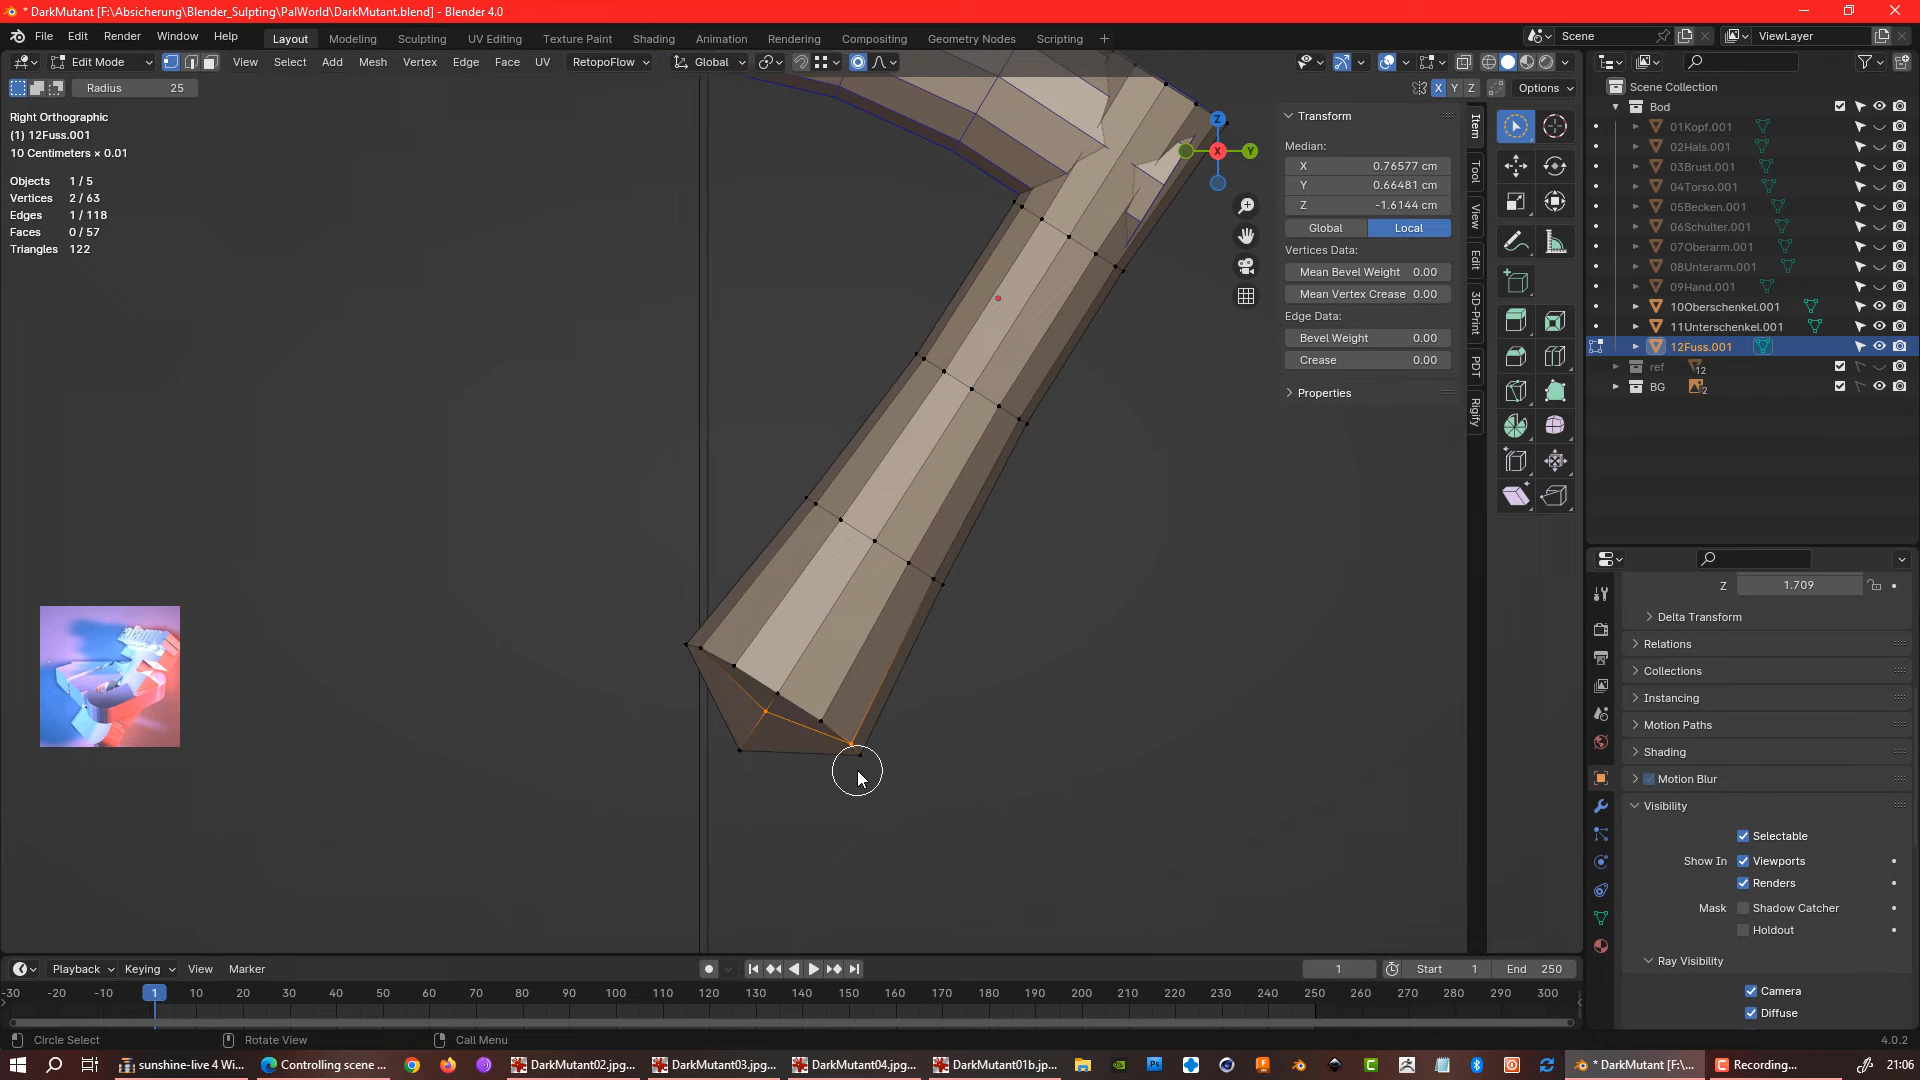 * DarkMutant [F:\Absicherung\Blender_Sulpting\PalWorld\DarkMutant.blend] - Blender 4.0
File Edit Render Window Help
Layout Modeling Sculpting UV Editing Texture Paint Shading Animation Rendering Compositing Geometry Nodes Scripting +
Scene ViewLayer
Edit Mode View Select Add Mesh Vertex Edge Face UV RetopoFlow Global
Radius 25
X Y Z Options
Right Orthographic
(1) 12Fuss.001
10 Centimeters × 0.01
Objects 1 / 5
Vertices 2 / 63
Edges 1 / 118
Faces 0 / 57
Triangles 122
Z
X
Y
Transform
Median:
X 0.76577 cm
Y 0.66481 cm
Z -1.6144 cm
Global Local
Vertices Data:
Mean Bevel Weight 0.00
Mean Vertex Crease 0.00
Edge Data:
Bevel Weight 0.00
Crease 0.00
Properties
Item
Tool
View
Edit
3D-Print
PDT
Rigify
Scene Collection
Bod
01Kopf.001
02Hals.001
03Brust.001
04Torso.001
05Becken.001
06Schulter.001
07Oberarm.001
08Unterarm.001
09Hand.001
10Oberschenkel.001
11Unterschenkel.001
12Fuss.001
ref 12
BG 2
Z 1.709
Delta Transform
Relations
Collections
Instancing
Motion Paths
Shading
Motion Blur
Visibility
Selectable
Show In Viewports
Renders
Mask Shadow Catcher
Holdout
Ray Visibility
Camera
Diffuse
Playback Keying View Marker
1 Start 1 End 250
-30 -20 -10 1 10 20 30 40 50 60 70 80 90 100 110 120 130 140 150 160 170 180 190 200 210 220 230 240 250 260 270 280 290 300
Circle Select Rotate View Call Menu
4.0.2
sunshine-live 4 Wi... Controlling scene ... DarkMutant02.jpg... DarkMutant03.jpg... DarkMutant04.jpg... DarkMutant01b.jp... * DarkMutant [F:\... Recording... 21:06